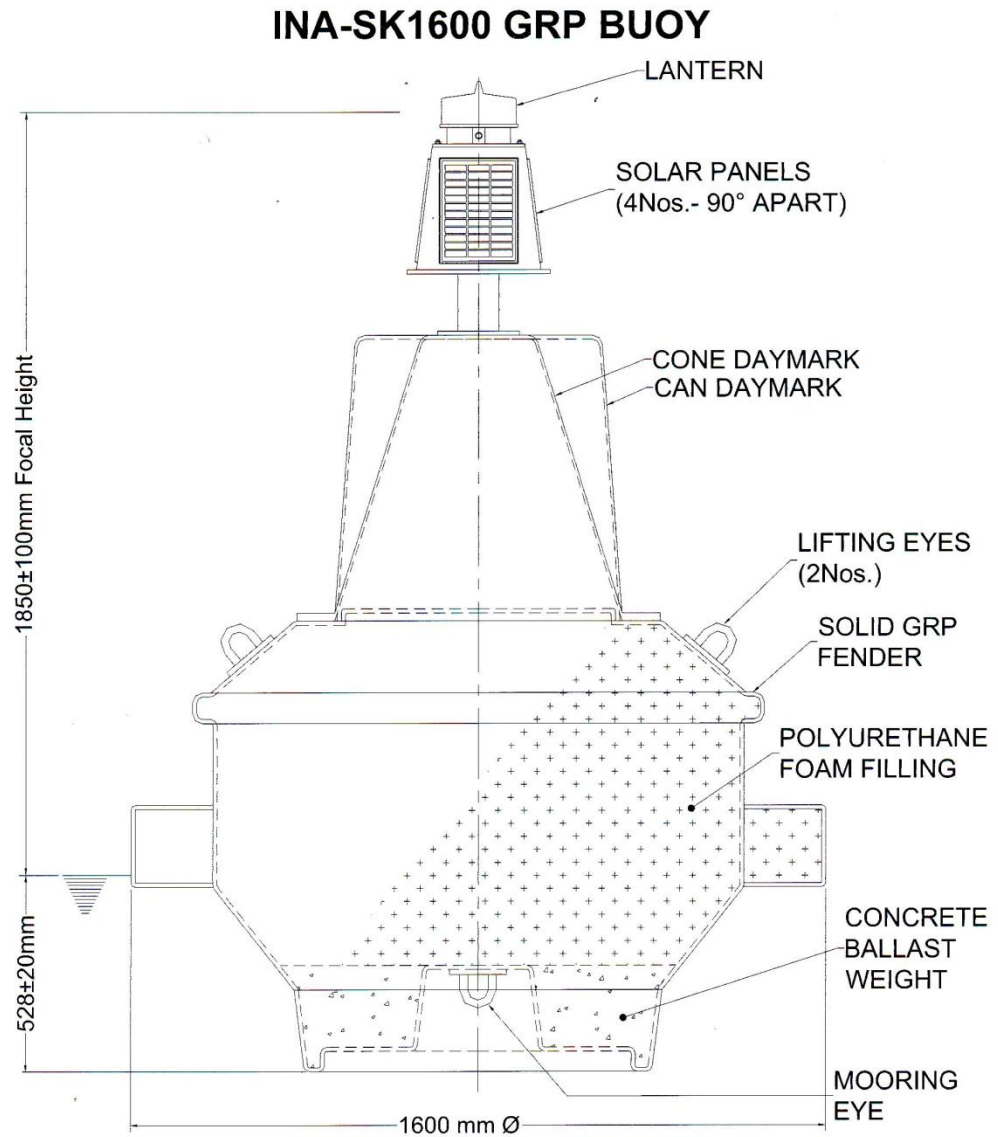 INA-SK1600 GRP BUOY
LANTERN
SOLAR PANELS
(4Nos.- 90° APART)
CONE DAYMARK
CAN DAYMARK
1850±100mm Focal Height
LIFTING EYES
(2Nos.)
SOLID GRP
FENDER
POLYURETHANE
FOAM FILLING
528±20mm
CONCRETE
BALLAST
WEIGHT
MOORING
EYE
1600 mm Ø